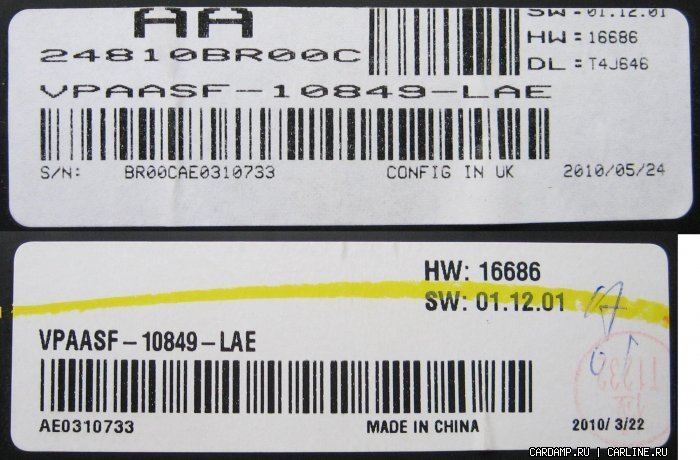 AA
SW :01.12.01
24810BR00C
HW: 16686
DL: T4J646
VPAASF-10849-LAE
S/N: BR00CAE0310733 CONFIG IN UK 2010/05/24
HW: 16686
SW: 01.12.01
VPAASF-10849-LAE
AE0310733 MADE IN CHINA 2010/ 3/22
CARDAMP.RU | CARLINE.RU